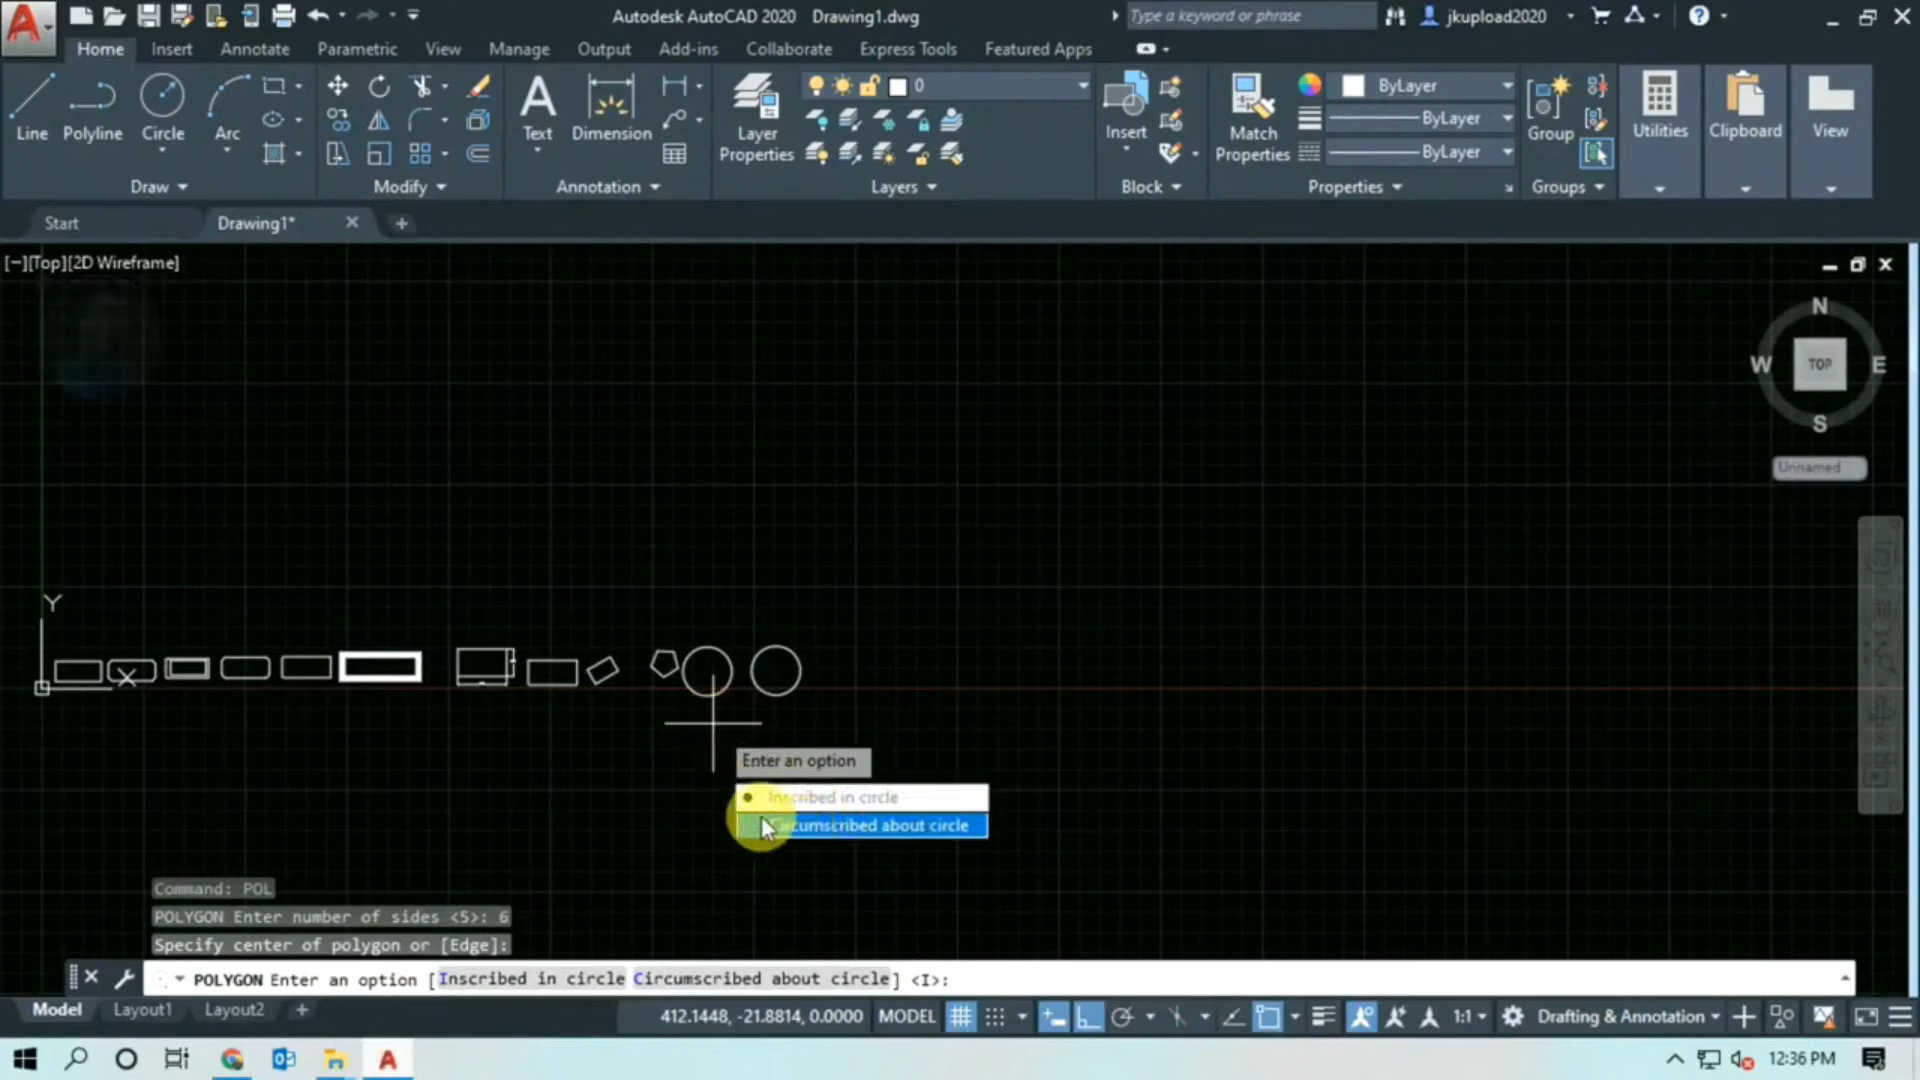 Autodesk AutoCAD 2020 Drawing1.dwg
Type a keyword or phrase
jkupload2020
Home Insert Annotate Parametric View Manage Output Add-ins Collaborate Express Tools Featured Apps
0
ByLayer
ByLayer
ByLayer
Line Polyline Circle Arc
Text Dimension
Layer Properties
Insert
Match Properties
Group
Utilities Clipboard View
Draw Modify Annotation Layers Block Properties Groups
Start Drawing1*
[−][Top][2D Wireframe]
N
W TOP E
S
Unnamed
Y
X
Enter an option
Inscribed in circle
Circumscribed about circle
Command: POL
POLYGON Enter number of sides <5>: 6
Specify center of polygon or [Edge]:
POLYGON Enter an option [Inscribed in circle Circumscribed about circle] <I>:
Model Layout1 Layout2
412.1448, -21.8814, 0.0000 MODEL 1:1 Drafting & Annotation
12:36 PM